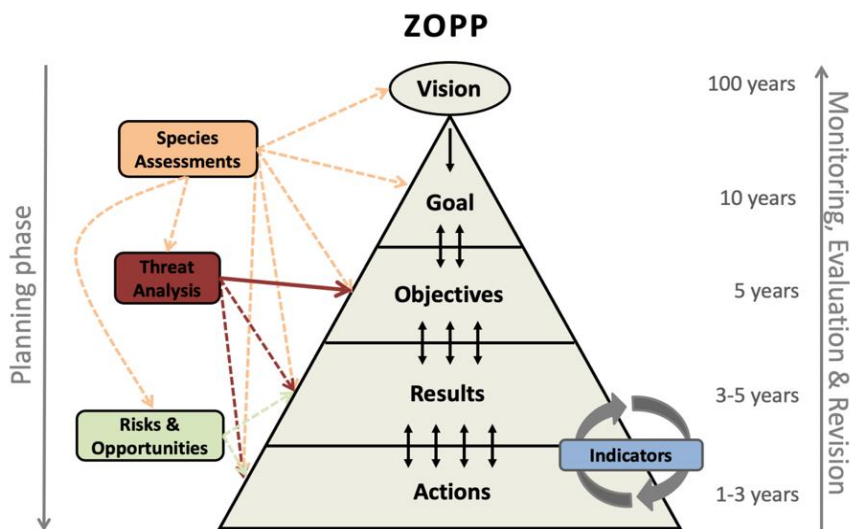 ZOPP
Vision
100 years
Species
Assessments
Goal
10 years
Threat
Analysis
Objectives
5 years
Results
3-5 years
Risks &
Opportunities
Indicators
Actions
1-3 years
Planning phase
Monitoring, Evaluation & Revision